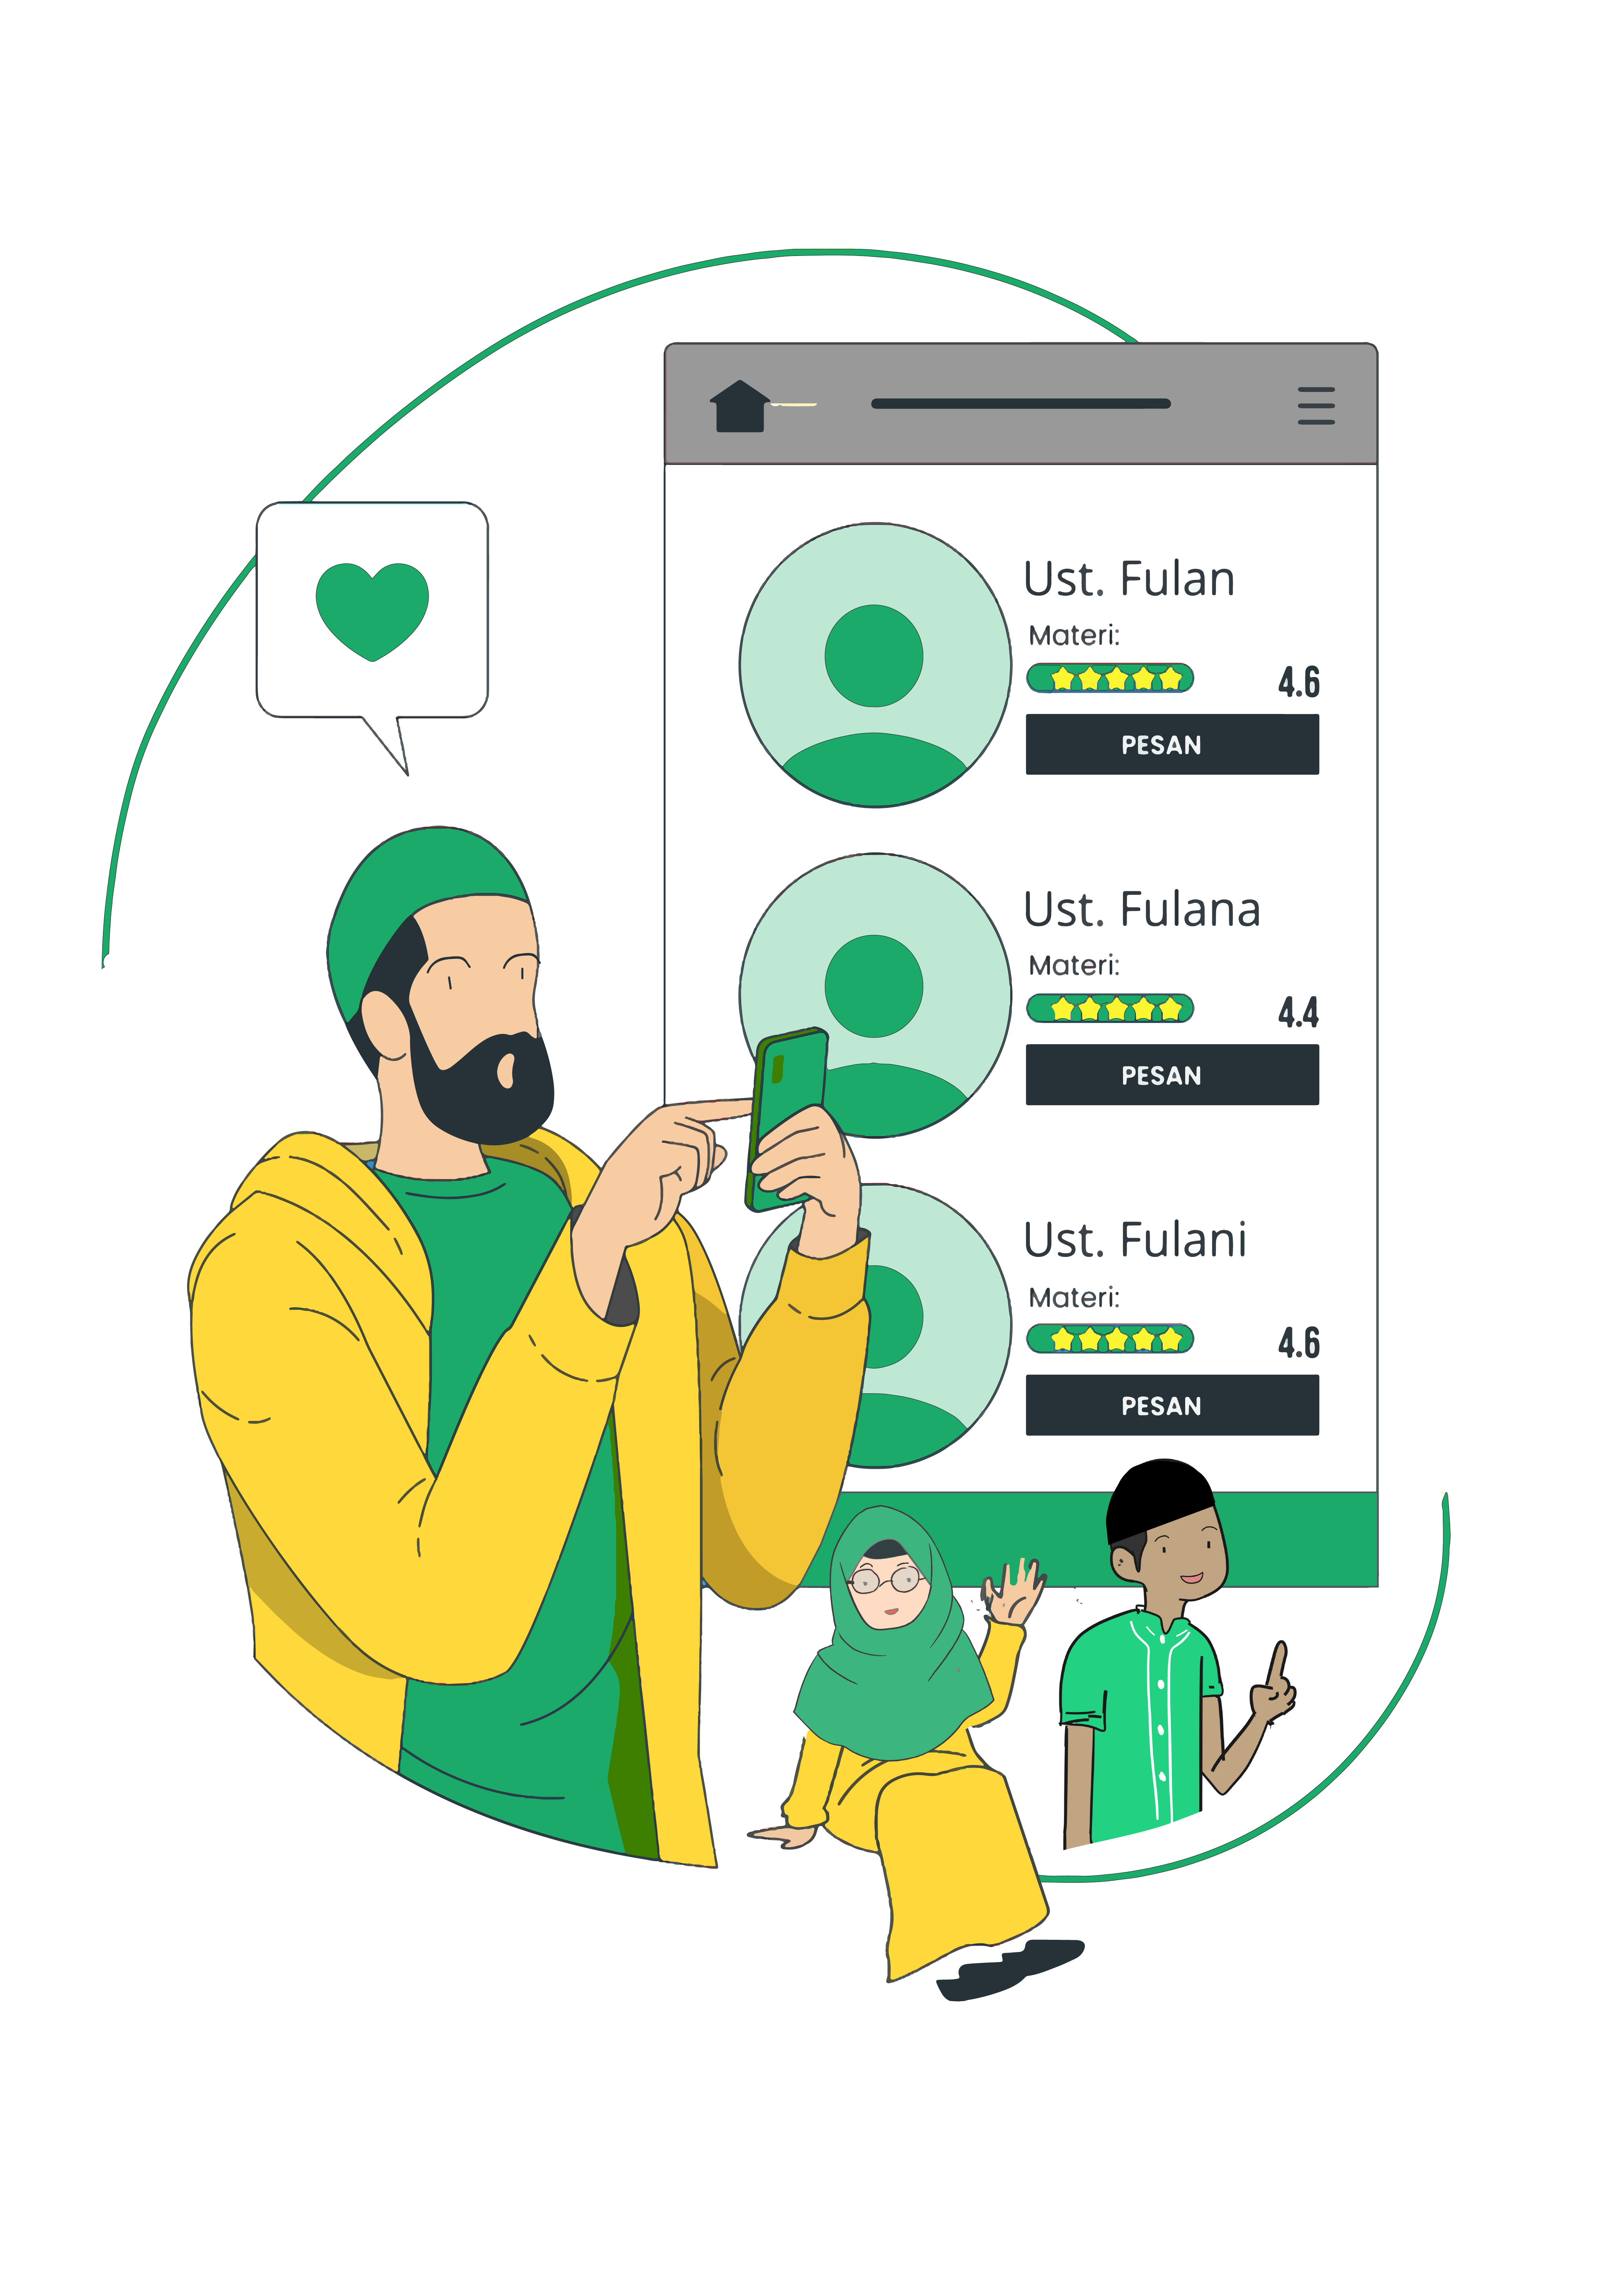 Ust. Fulan
Materi:
4.6
PESAN
Ust. Fulana
Materi:
4.4
PESAN
Ust. Fulani
Materi:
4.6
PESAN